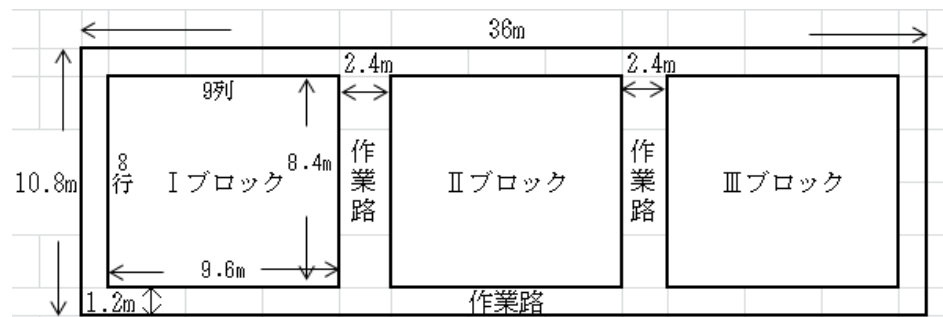 36m
2.4m
2.4m
9列
10.8m
8行
Ⅰブロック
8.4m
作業路
Ⅱブロック
作業路
Ⅲブロック
9.6m
1.2m
作業路